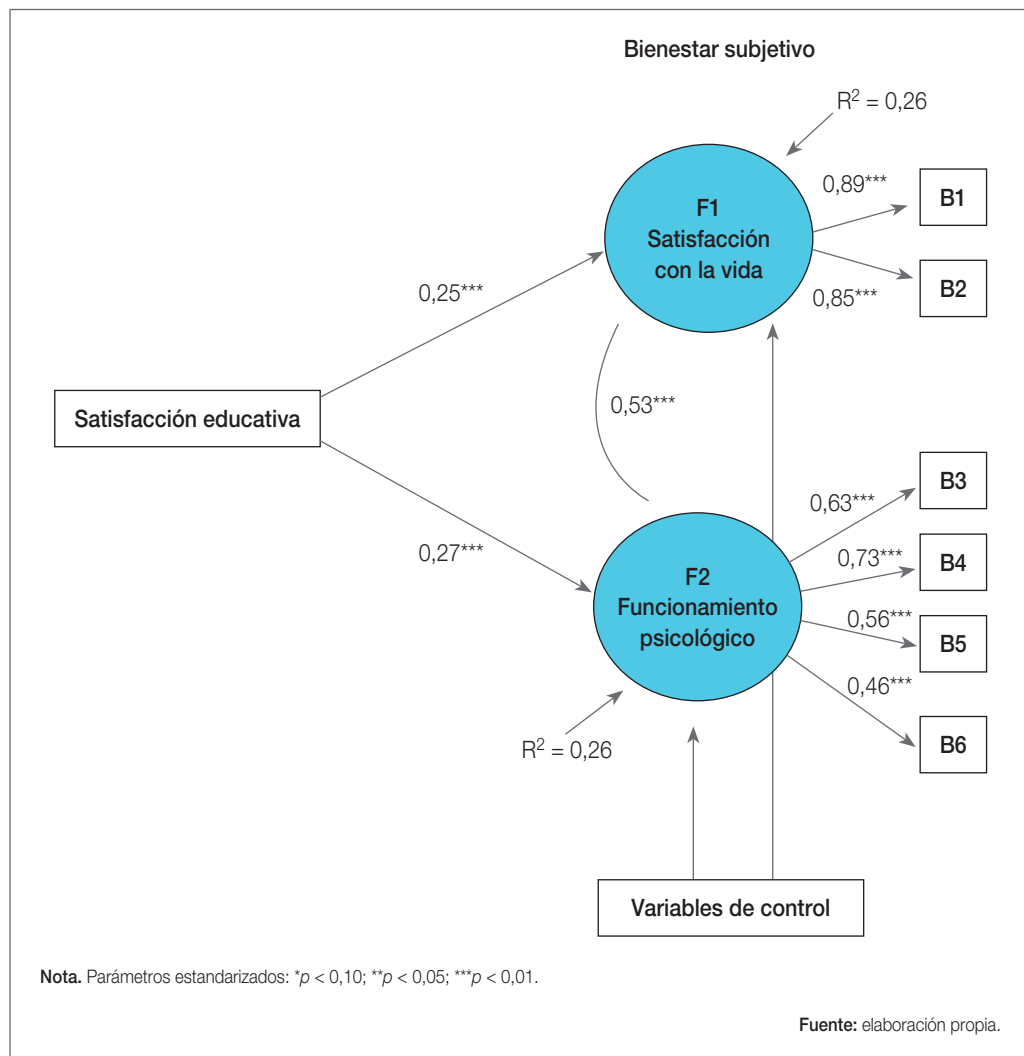 Bienestar subjetivo
R² = 0,26
0,89***
B1
F1
Satisfacción
con la vida
B2
0,85***
0,25***
Satisfacción educativa
0,53***
B3
0,63***
0,27***
0,73***
B4
F2
Funcionamiento
psicológico
0,56***
B5
0,46***
R² = 0,26
B6
Variables de control
Nota. Parámetros estandarizados: *p < 0,10; **p < 0,05; ***p < 0,01.
Fuente: elaboración propia.